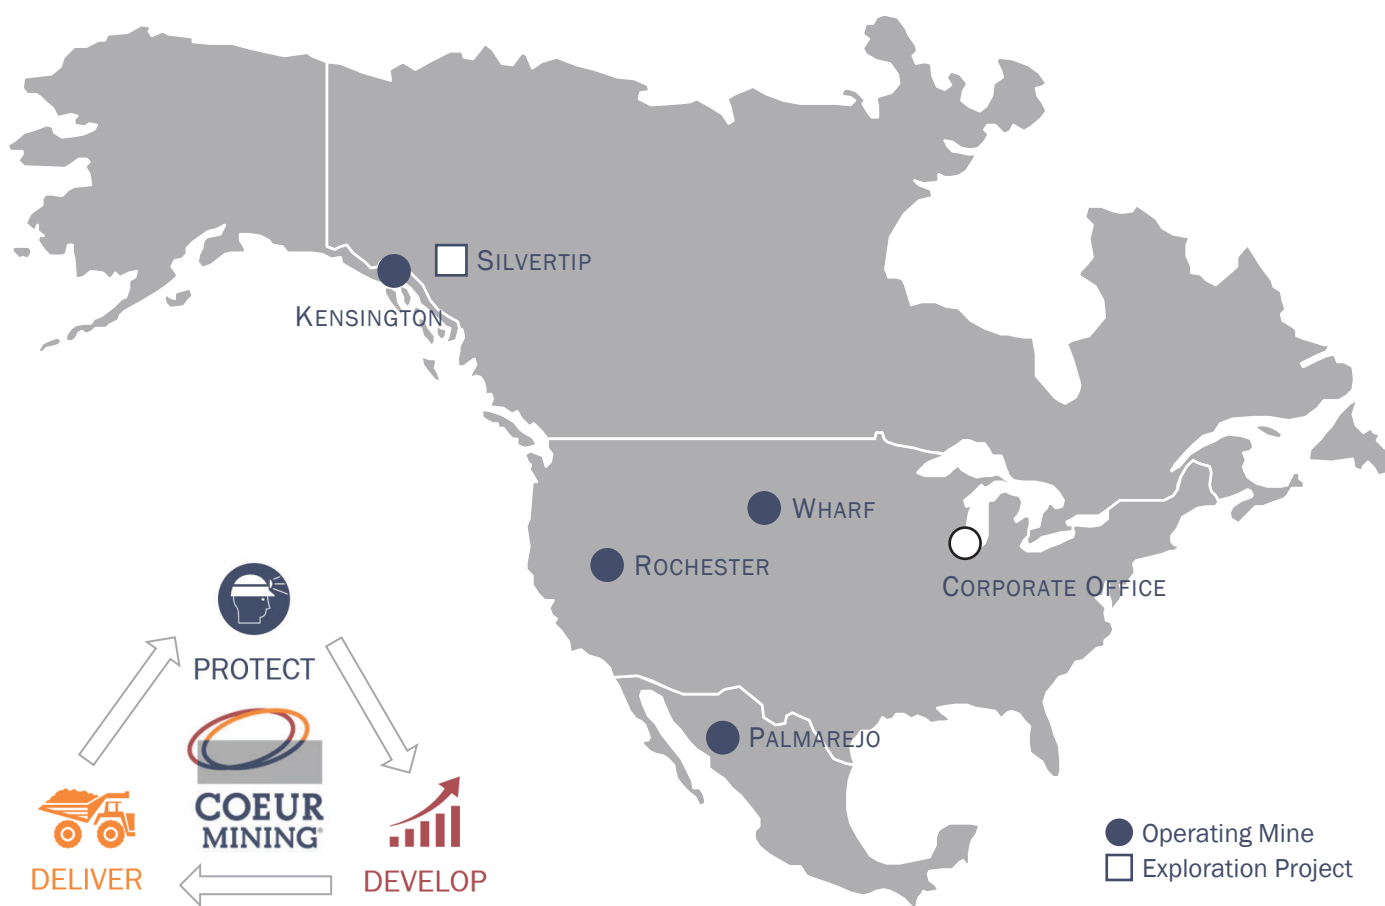 SILVERTIP
KENSINGTON
WHARF
ROCHESTER
CORPORATE OFFICE
PALMAREJO
PROTECT
COEUR
MINING®
DELIVER
DEVELOP
Operating Mine
Exploration Project